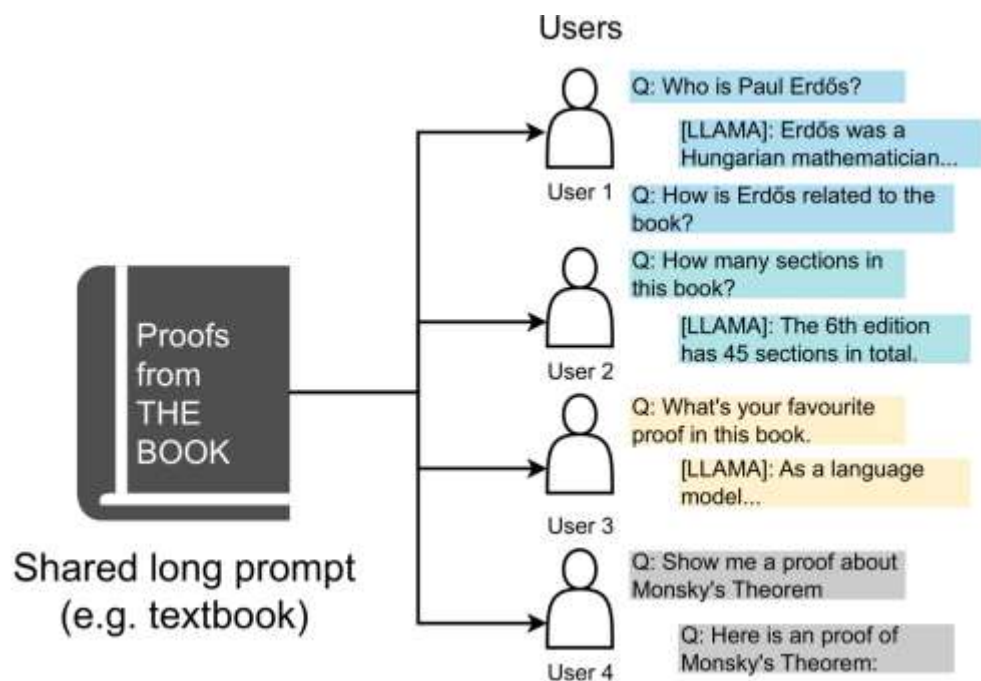 Users
Q: Who is Paul Erdős?
[LLAMA]: Erdős was a
Hungarian mathematician...
User 1
Q: How is Erdős related to the
book?
Q: How many sections in
this book?
[LLAMA]: The 6th edition
has 45 sections in total.
User 2
Proofs
from
THE
BOOK
Q: What's your favourite
proof in this book.
[LLAMA]: As a language
model...
User 3
Shared long prompt
(e.g. textbook)
Q: Show me a proof about
Monsky's Theorem
Q: Here is an proof of
Monsky's Theorem:
User 4